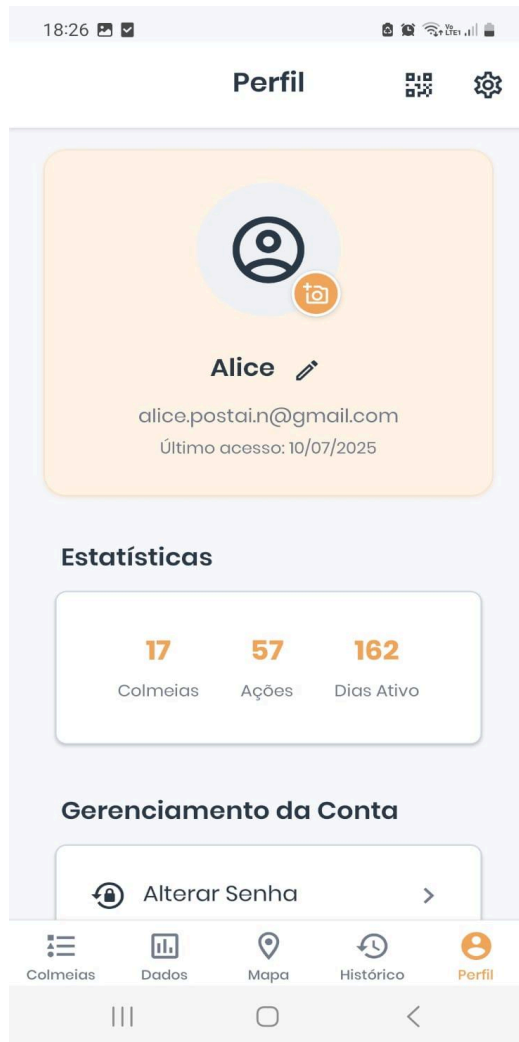 18:26
Perfil
Alice
alice.postai.n@gmail.com
Último acesso: 10/07/2025
Estatísticas
17 57 162
Colmeias Ações Dias Ativo
Gerenciamento da Conta
Alterar Senha
Colmeias Dados Mapa Histórico Perfil